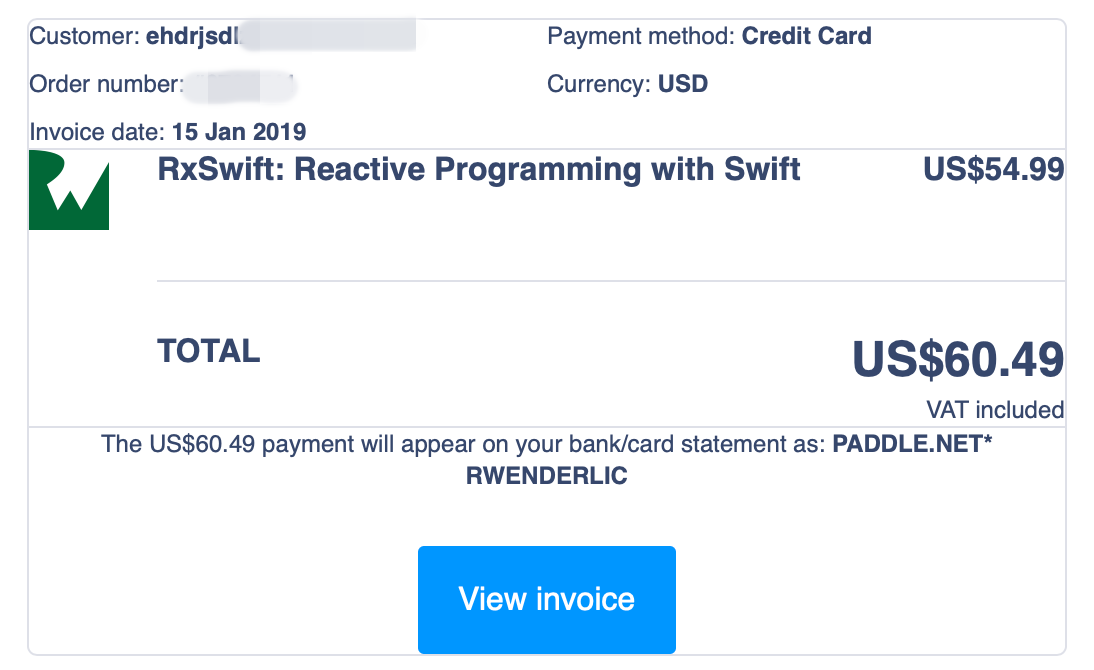 Customer: ehdrjsdl
Payment method: Credit Card
Order number:
Currency: USD
Invoice date: 15 Jan 2019
RxSwift: Reactive Programming with Swift
US$54.99
TOTAL
US$60.49
VAT included
The US$60.49 payment will appear on your bank/card statement as: PADDLE.NET*
RWENDERLIC
View invoice